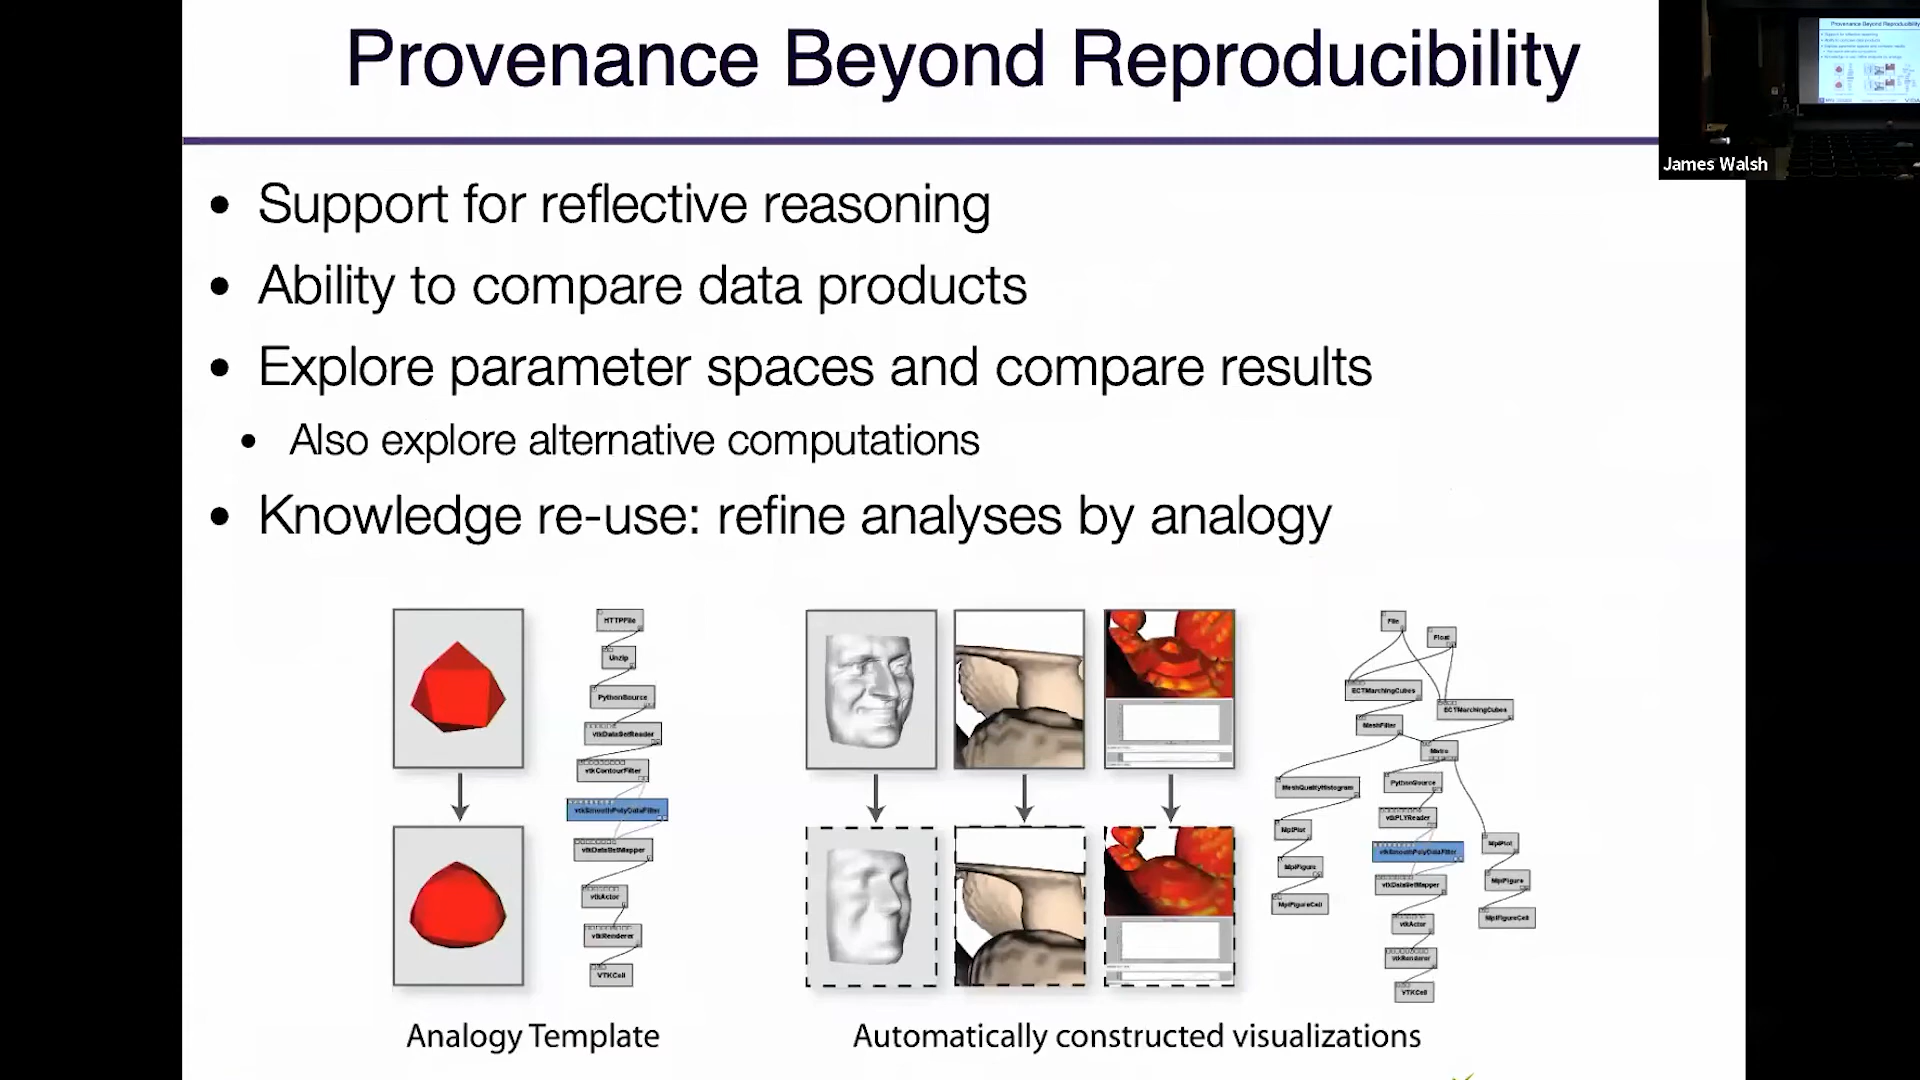 Provenance Beyond Reproducibility
James Walsh
• Support for reflective reasoning
• Ability to compare data products
• Explore parameter spaces and compare results
• Also explore alternative computations
• Knowledge re-use: refine analyses by analogy
HTTPFile
Unzip
PythonSource
vtkDataSetReader
vtkContourFilter
vtkSmoothPolyDataFilter
vtkDataSetMapper
vtkActor
vtkRenderer
VTKCell
File
Float
ECTMarchingCubes
ECTMarchingCubes
MeshFilter
Metro
MeshQualityHistogram
PythonSource
vtkPLYReader
MplPlot
MplPlot
vtkSmoothPolyDataFilter
MplFigure
MplFigure
vtkDataSetMapper
MplFigureCell
MplFigureCell
vtkActor
vtkRenderer
VTKCell
Analogy Template
Automatically constructed visualizations